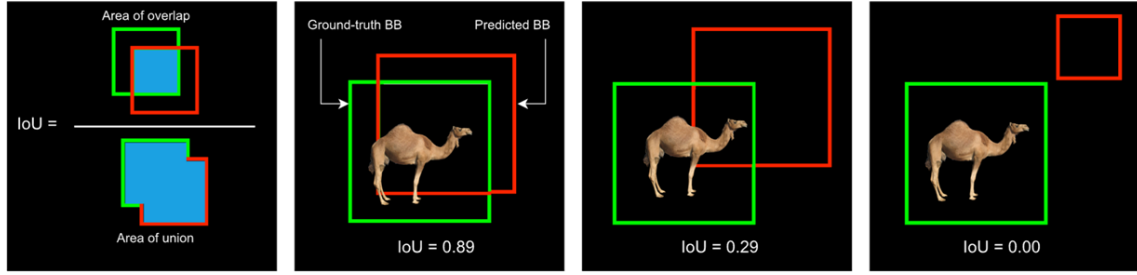 Area of overlap
IoU =
Area of union
Ground-truth BB
Predicted BB
IoU = 0.89
IoU = 0.29
IoU = 0.00